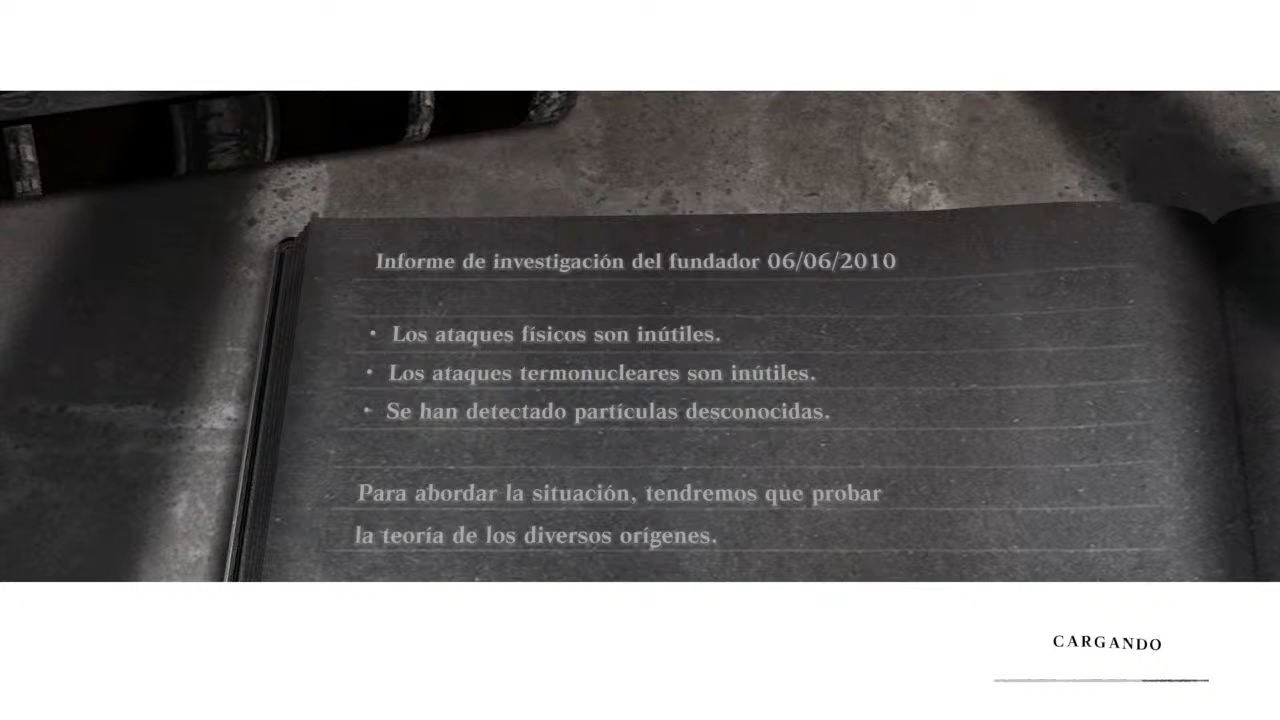 Informe de investigación del fundador 06/06/2010
• Los ataques físicos son inútiles.
• Los ataques termonucleares son inútiles.
• Se han detectado partículas desconocidas.
Para abordar la situación, tendremos que probar
la teoría de los diversos orígenes.
CARGANDO